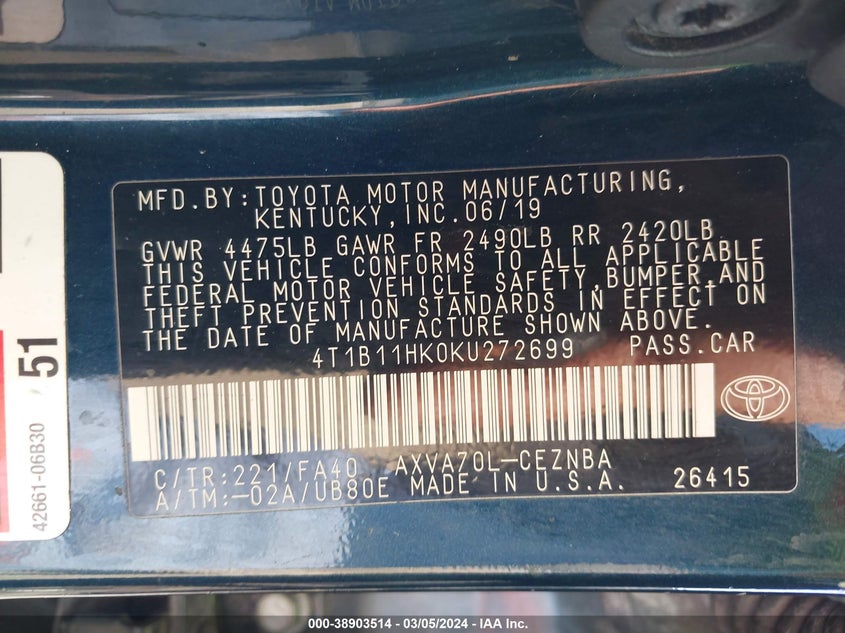 MFD.BY:TOYOTA MOTOR MANUFACTURING,
KENTUCKY,INC.06/19
GVWR 4475LB GAWR FR 2490LB RR 2420LB
THIS VEHICLE CONFORMS TO ALL APPLICABLE
FEDERAL MOTOR VEHICLE SAFETY,BUMPER,AND
THEFT PREVENTION STANDARDS IN EFFECT ON
THE DATE OF MANUFACTURE SHOWN ABOVE.
4T1B11HK0KU272699 PASS.CAR
C/TR:221/FA40 AXVA70L-CEZNBA
A/TM:-02A/UB80E MADE IN U.S.A. 26415
51
42661-06B30
000-38903514 - 03/05/2024 - IAA Inc.